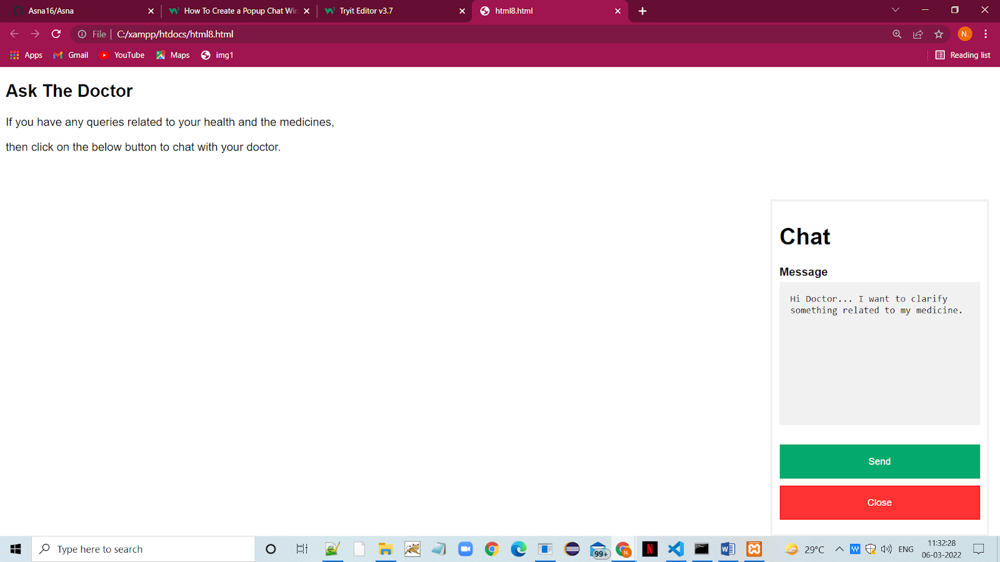 Asna16/Asna
How To Create a Popup Chat Win
Tryit Editor v3.7
html8.html
File
C:/xampp/htdocs/html8.html
N.
Apps
Gmail
YouTube
Maps
img1
Reading list
Ask The Doctor
If you have any queries related to your health and the medicines,
then click on the below button to chat with your doctor.
Chat
Message
Hi Doctor... I want to clarify
something related to my medicine.
Send
Close
Type here to search
99+
N
N
W
29°C
W
ENG
11:32:28
06-03-2022